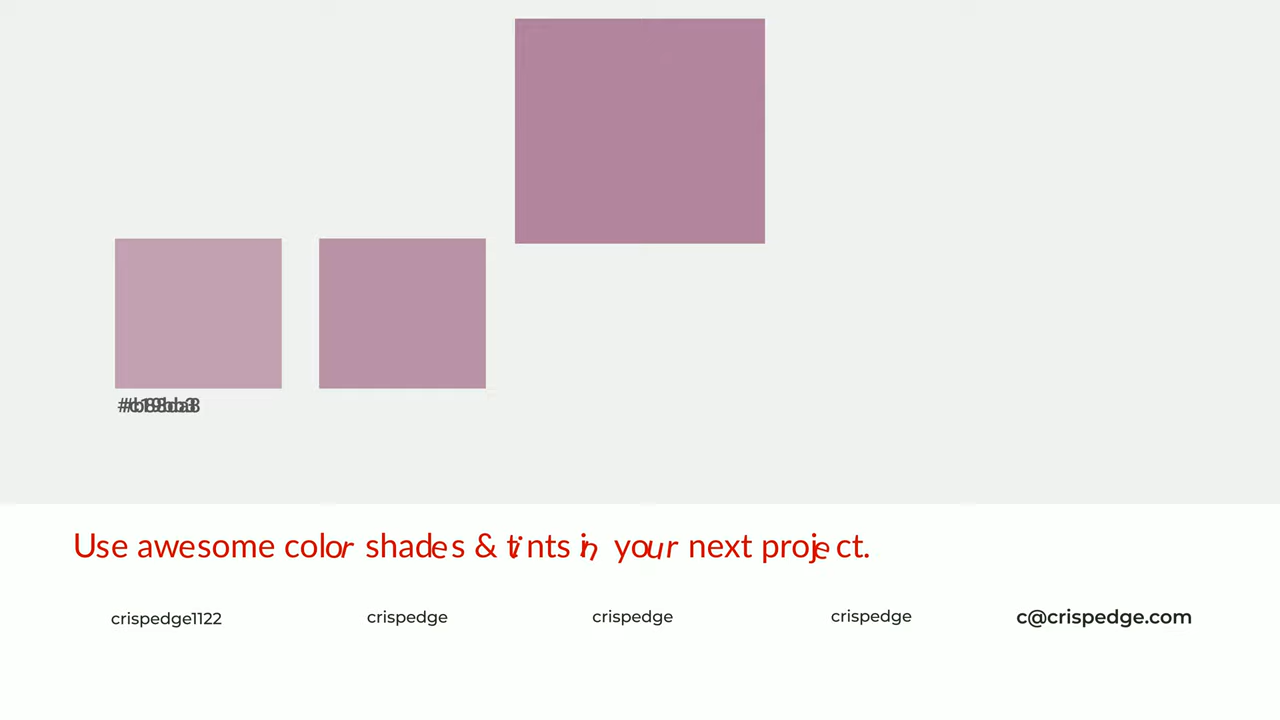 Use awesome color shades & tints in your next project.
crispedge1122 crispedge crispedge crispedge c@crispedge.com